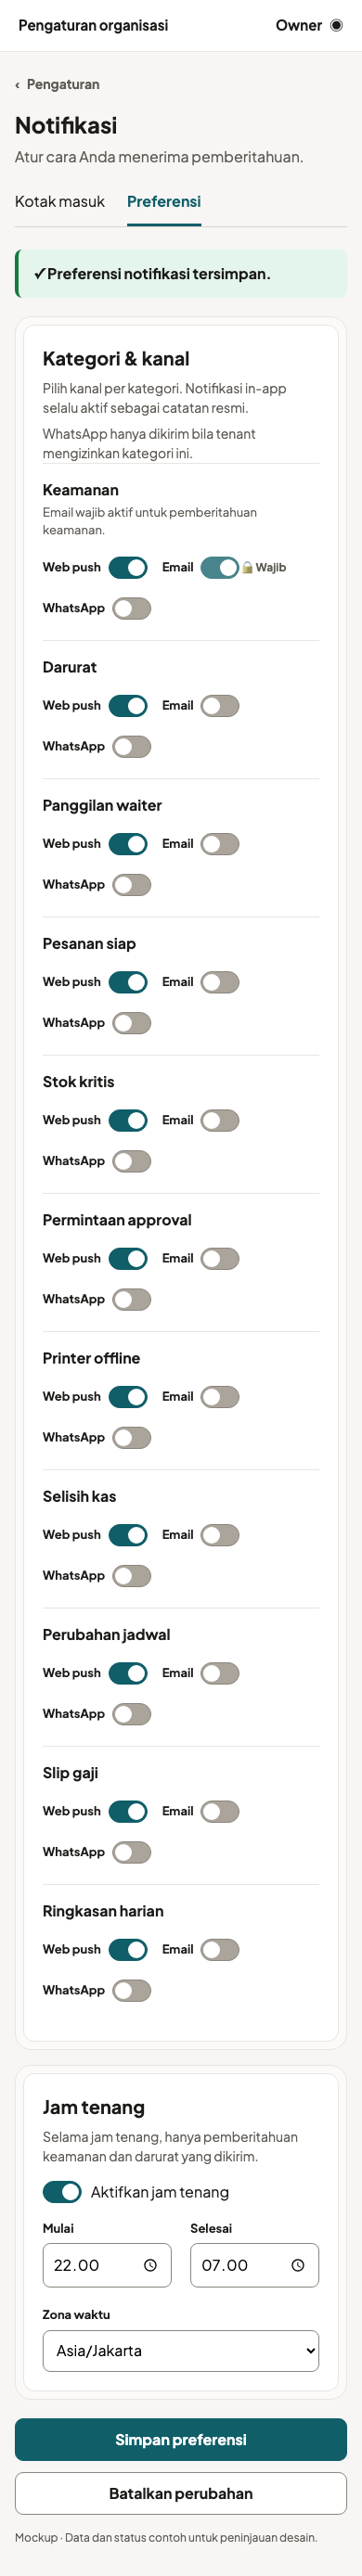 Pengaturan organisasi Owner
‹ Pengaturan
Notifikasi
Atur cara Anda menerima pemberitahuan.
Kotak masuk Preferensi
✓Preferensi notifikasi tersimpan.
Kategori & kanal
Pilih kanal per kategori. Notifikasi in-app
selalu aktif sebagai catatan resmi.
WhatsApp hanya dikirim bila tenant
mengizinkan kategori ini.
Keamanan
Email wajib aktif untuk pemberitahuan
keamanan.
Web push Email 🔒 Wajib
WhatsApp
Darurat
Web push Email
WhatsApp
Panggilan waiter
Web push Email
WhatsApp
Pesanan siap
Web push Email
WhatsApp
Stok kritis
Web push Email
WhatsApp
Permintaan approval
Web push Email
WhatsApp
Printer offline
Web push Email
WhatsApp
Selisih kas
Web push Email
WhatsApp
Perubahan jadwal
Web push Email
WhatsApp
Slip gaji
Web push Email
WhatsApp
Ringkasan harian
Web push Email
WhatsApp
Jam tenang
Selama jam tenang, hanya pemberitahuan
keamanan dan darurat yang dikirim.
Aktifkan jam tenang
Mulai Selesai
22.00 07.00
Zona waktu
Asia/Jakarta
Simpan preferensi
Batalkan perubahan
Mockup · Data dan status contoh untuk peninjauan desain.